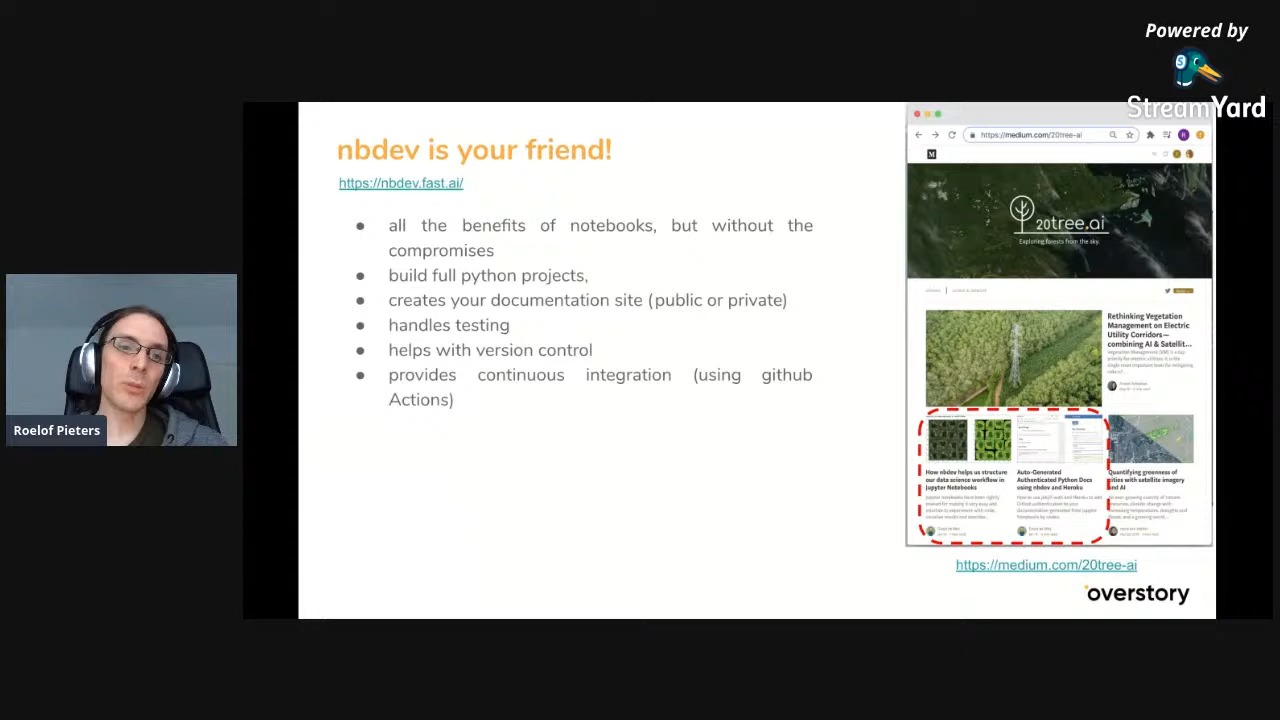 Powered by
StreamYard
nbdev is your friend!
https://nbdev.fast.ai/
● all the benefits of notebooks, but without the
compromises
● build full python projects,
● creates your documentation site (public or private)
● handles testing
● helps with version control
● provides continuous integration (using github
Actions)
Roelof Pieters
https://medium.com/20tree-ai
20tree.ai
Exploring forests from the sky.
Rethinking Vegetation
Management on Electric
Utility Corridors—
combining AI & Satellit...
How nbdev helps us structure
our data science workflow in
Jupyter Notebooks
Auto-Generated
Authenticated Python Docs
using nbdev and Heroku
Quantifying greenness of
cities with satellite imagery
and AI
https://medium.com/20tree-ai
overstory